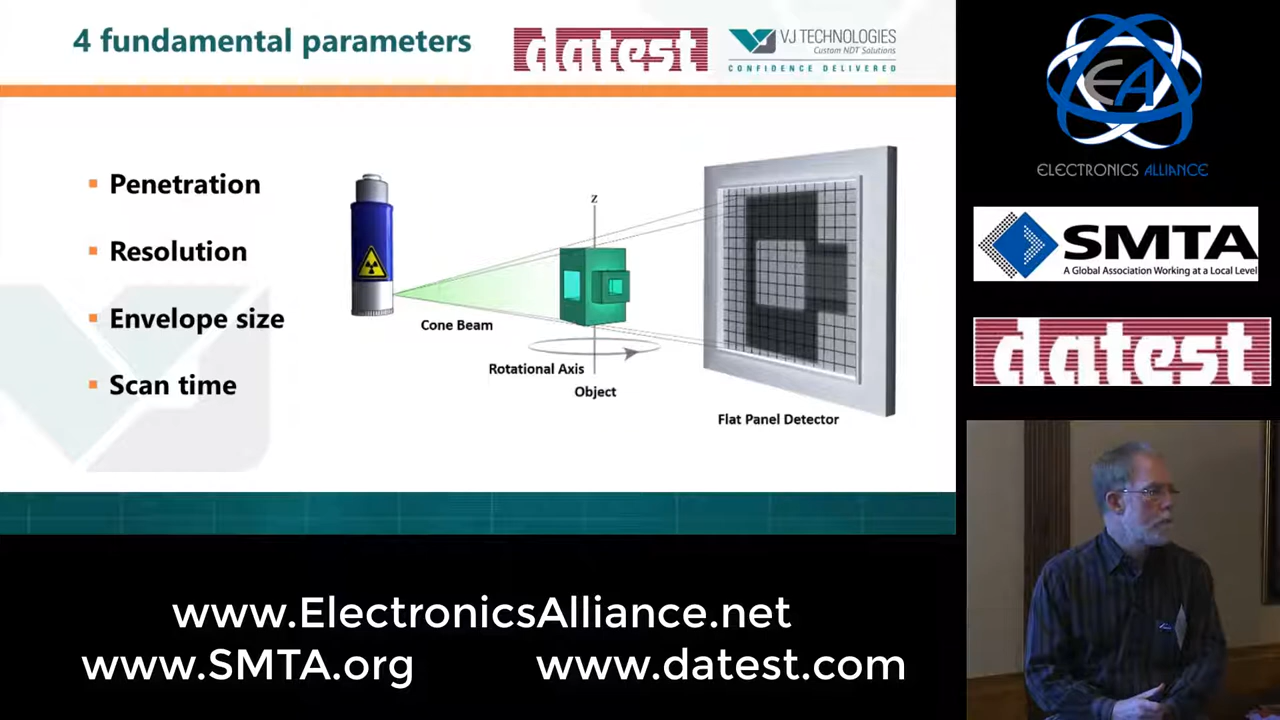 4 fundamental parameters
datest
VJ TECHNOLOGIES
Custom NDT Solutions
CONFIDENCE DELIVERED
Penetration
Resolution
Envelope size
Scan time
z
Cone Beam
Rotational Axis
Object
Flat Panel Detector
EA
ELECTRONICS ALLIANCE
SMTA
A Global Association Working at a Local Level
datest
www.ElectronicsAlliance.net
www.SMTA.org www.datest.com